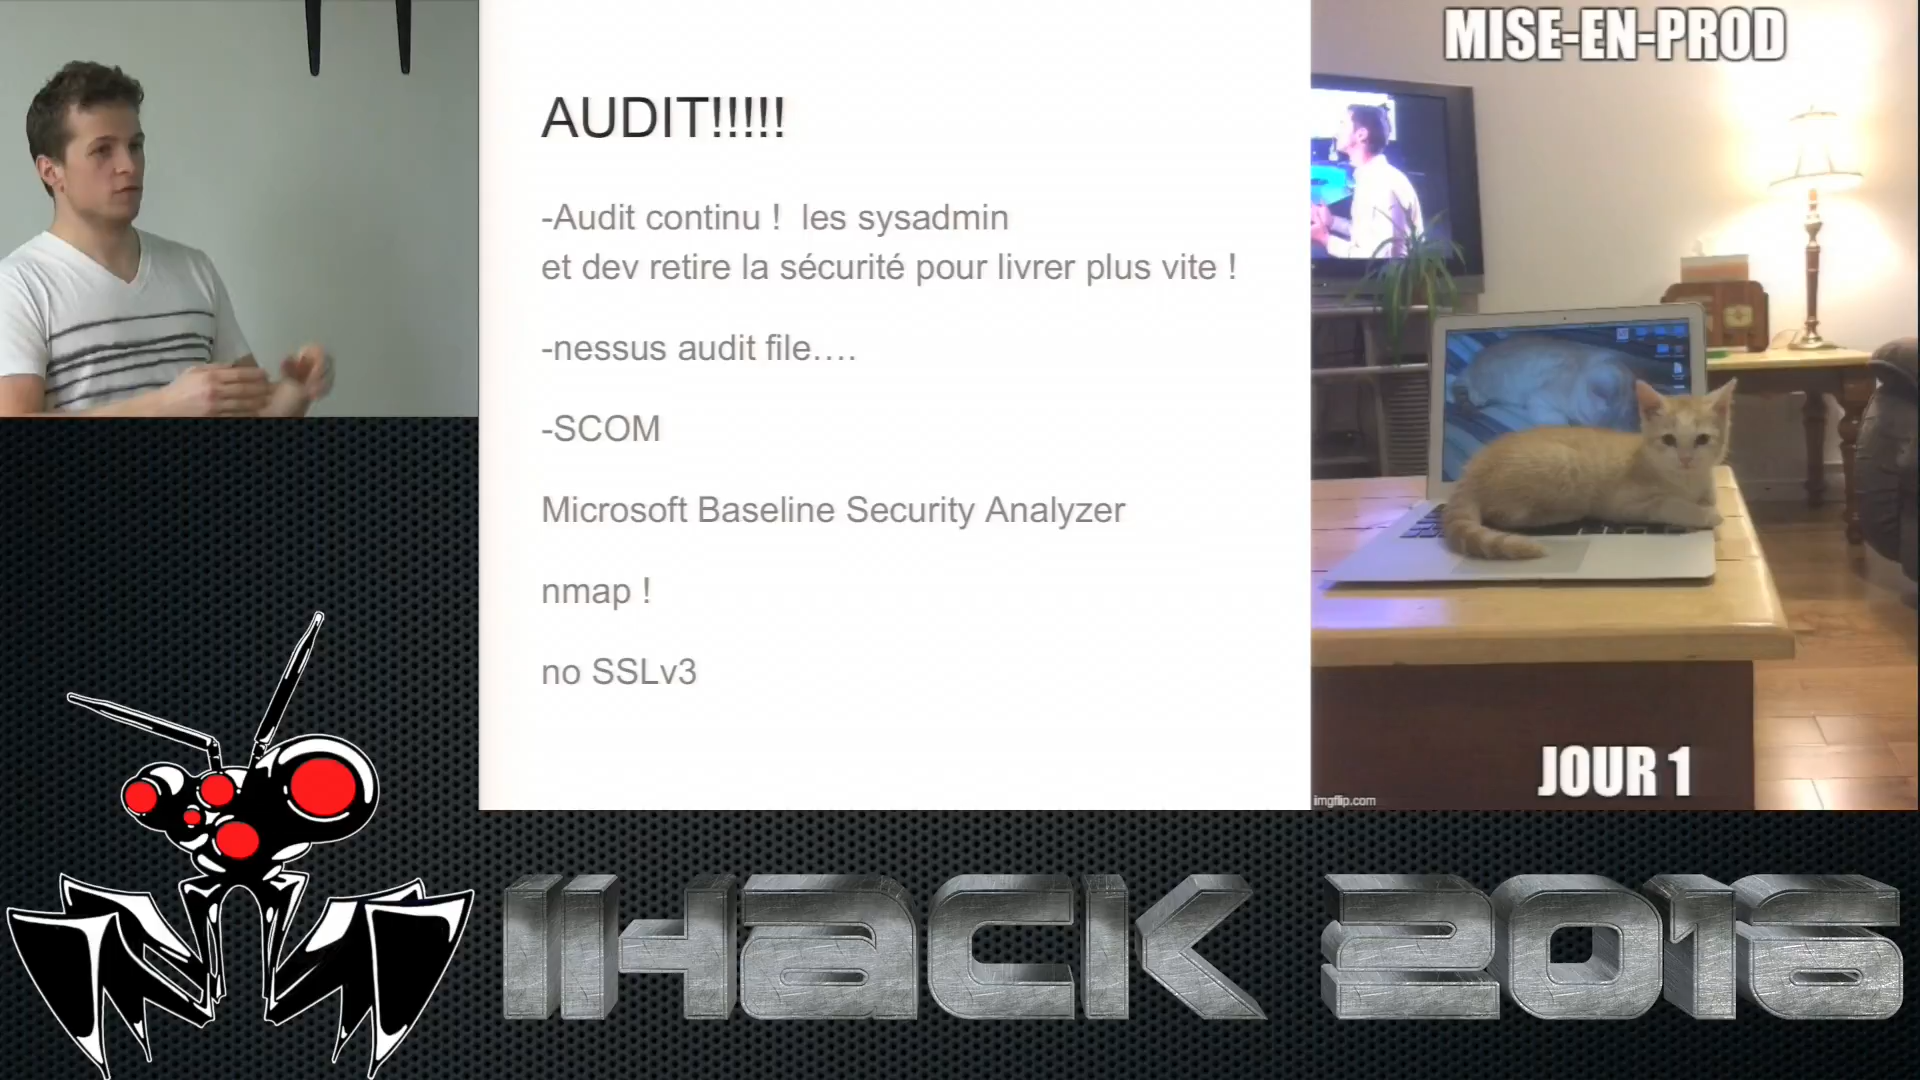 AUDIT!!!!!
-Audit continu ! les sysadmin
et dev retire la sécurité pour livrer plus vite !
-nessus audit file….
-SCOM
Microsoft Baseline Security Analyzer
nmap !
no SSLv3
MISE-EN-PROD
JOUR 1
imgflip.com
IHACK 2016